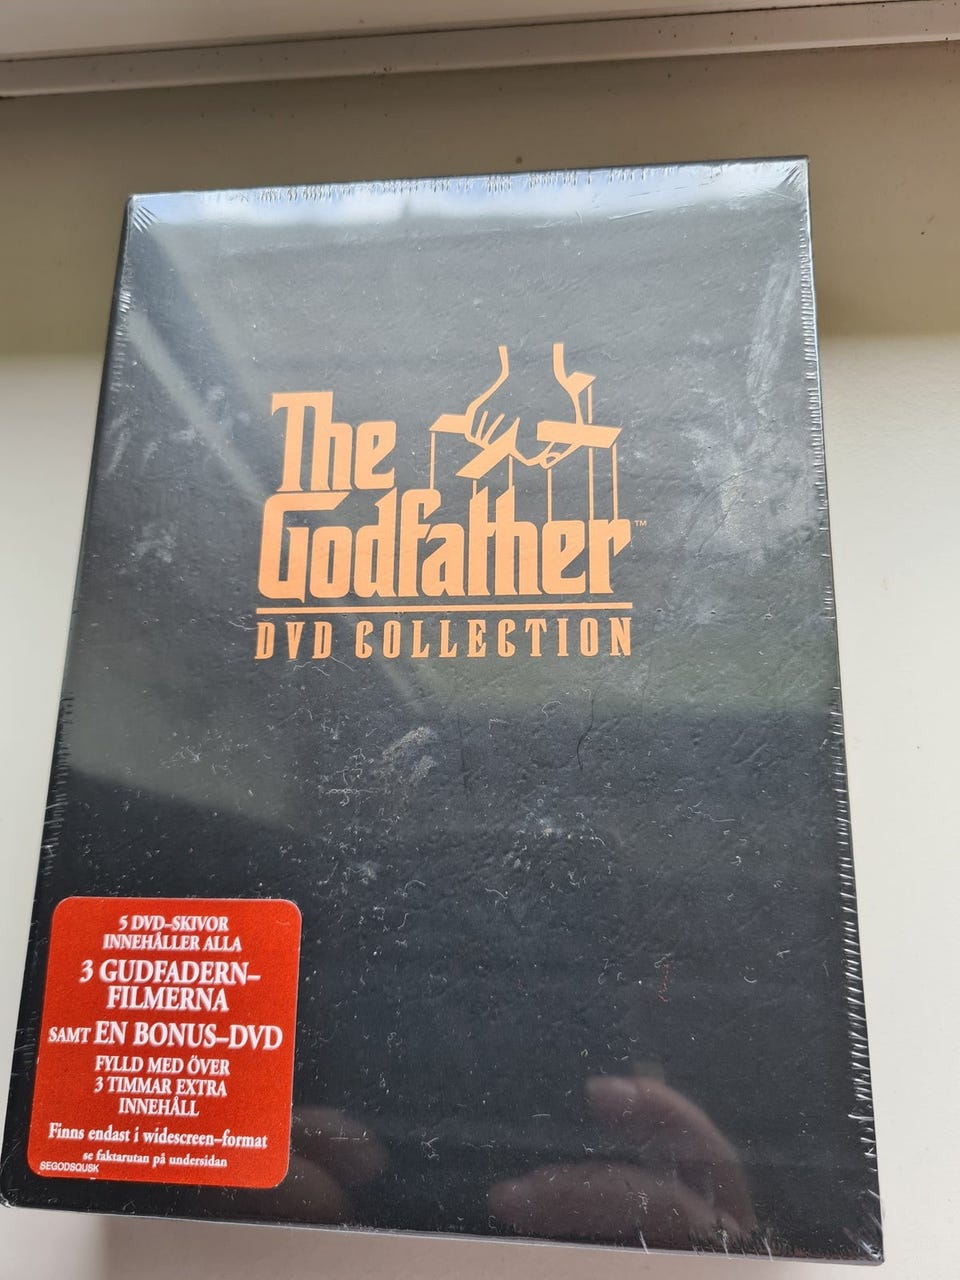 The
Godfather™
DVD COLLECTION
5 DVD–SKIVOR
INNEHÅLLER ALLA
3 GUDFADERN–
FILMERNA
SAMT EN BONUS–DVD
FYLLD MED ÖVER
3 TIMMAR EXTRA
INNEHÅLL
Finns endast i widescreen–format
se faktarutan på undersidan
SEGODSQUSK